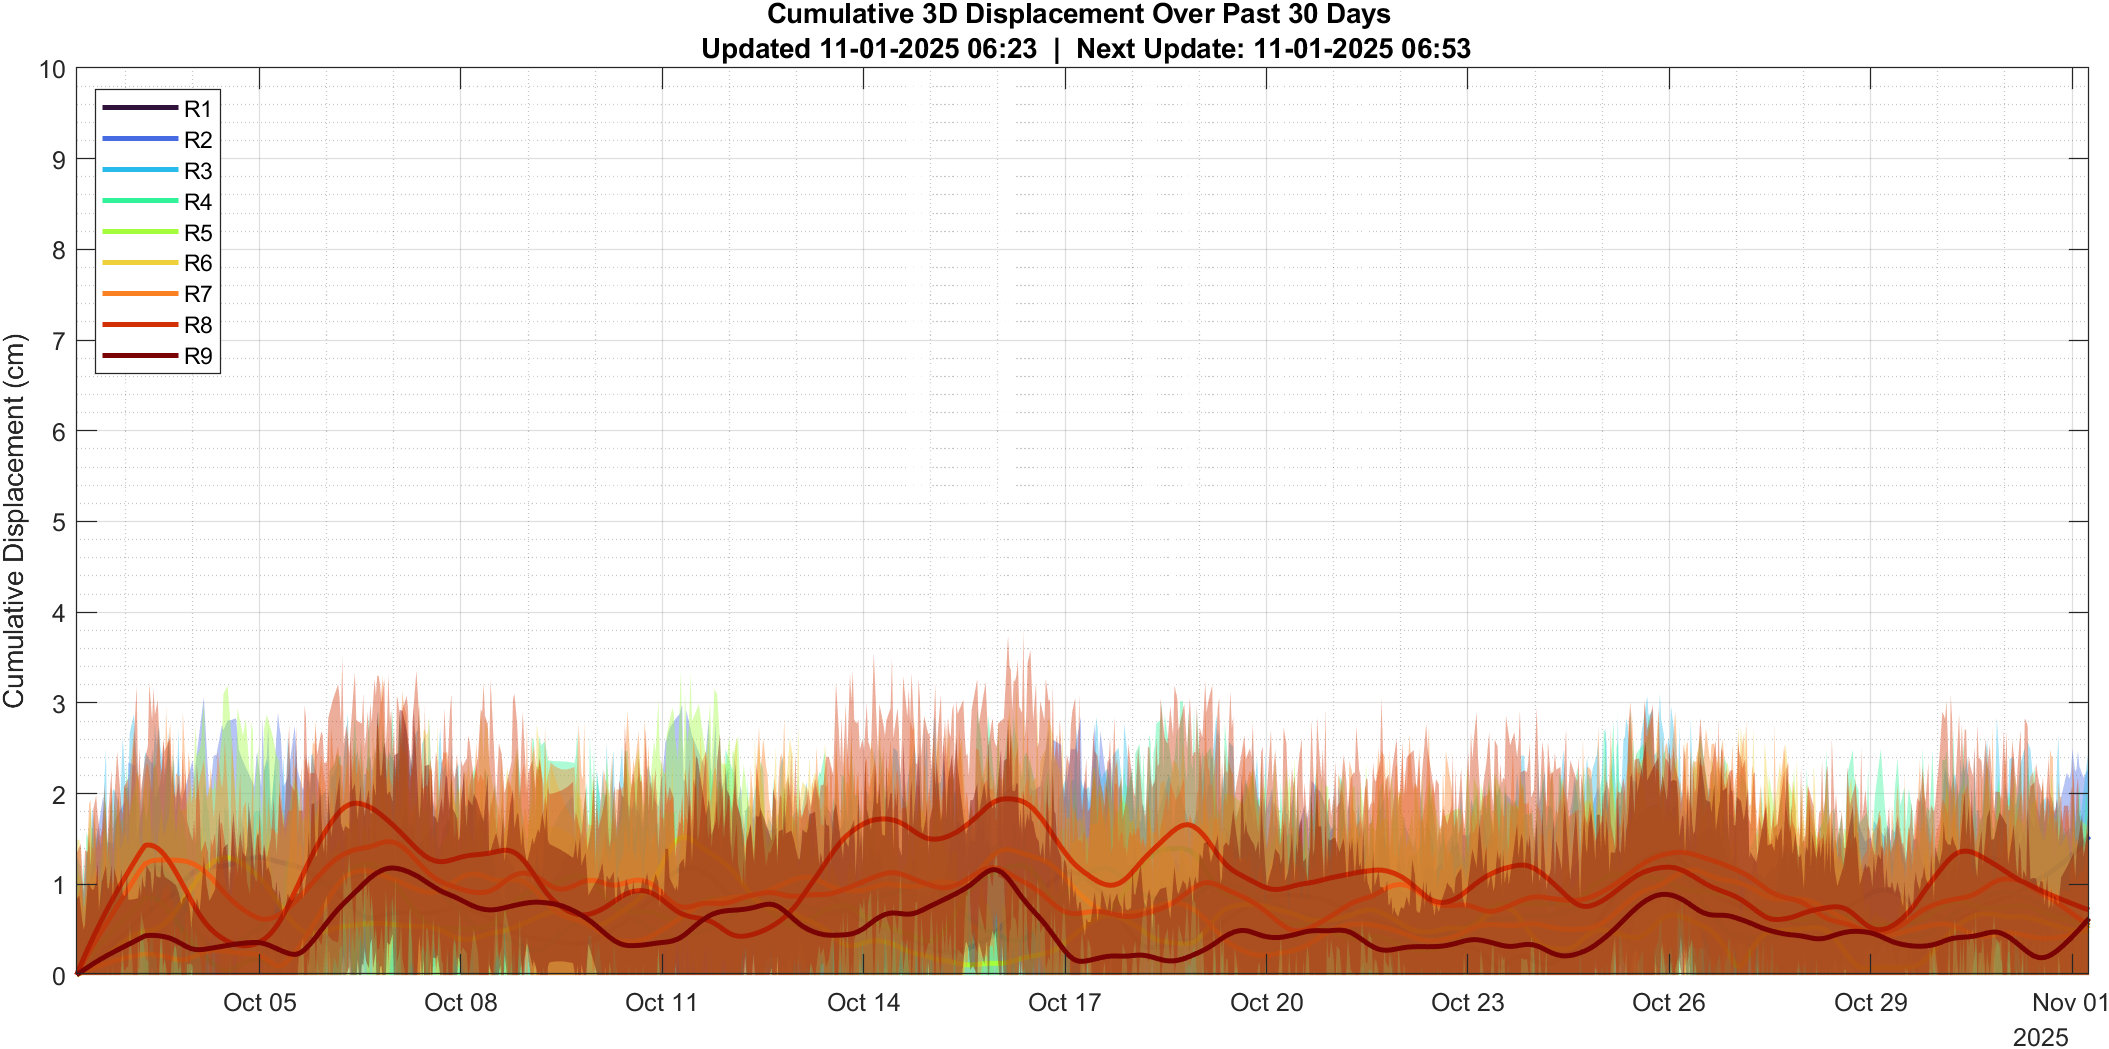 Cumulative 3D Displacement Over Past 30 Days
Updated 11-01-2025 06:23 | Next Update: 11-01-2025 06:53
Cumulative Displacement (cm)
10
9
8
7
6
5
4
3
2
1
0
R1
R2
R3
R4
R5
R6
R7
R8
R9
Oct 05 Oct 08 Oct 11 Oct 14 Oct 17 Oct 20 Oct 23 Oct 26 Oct 29 Nov 01
2025